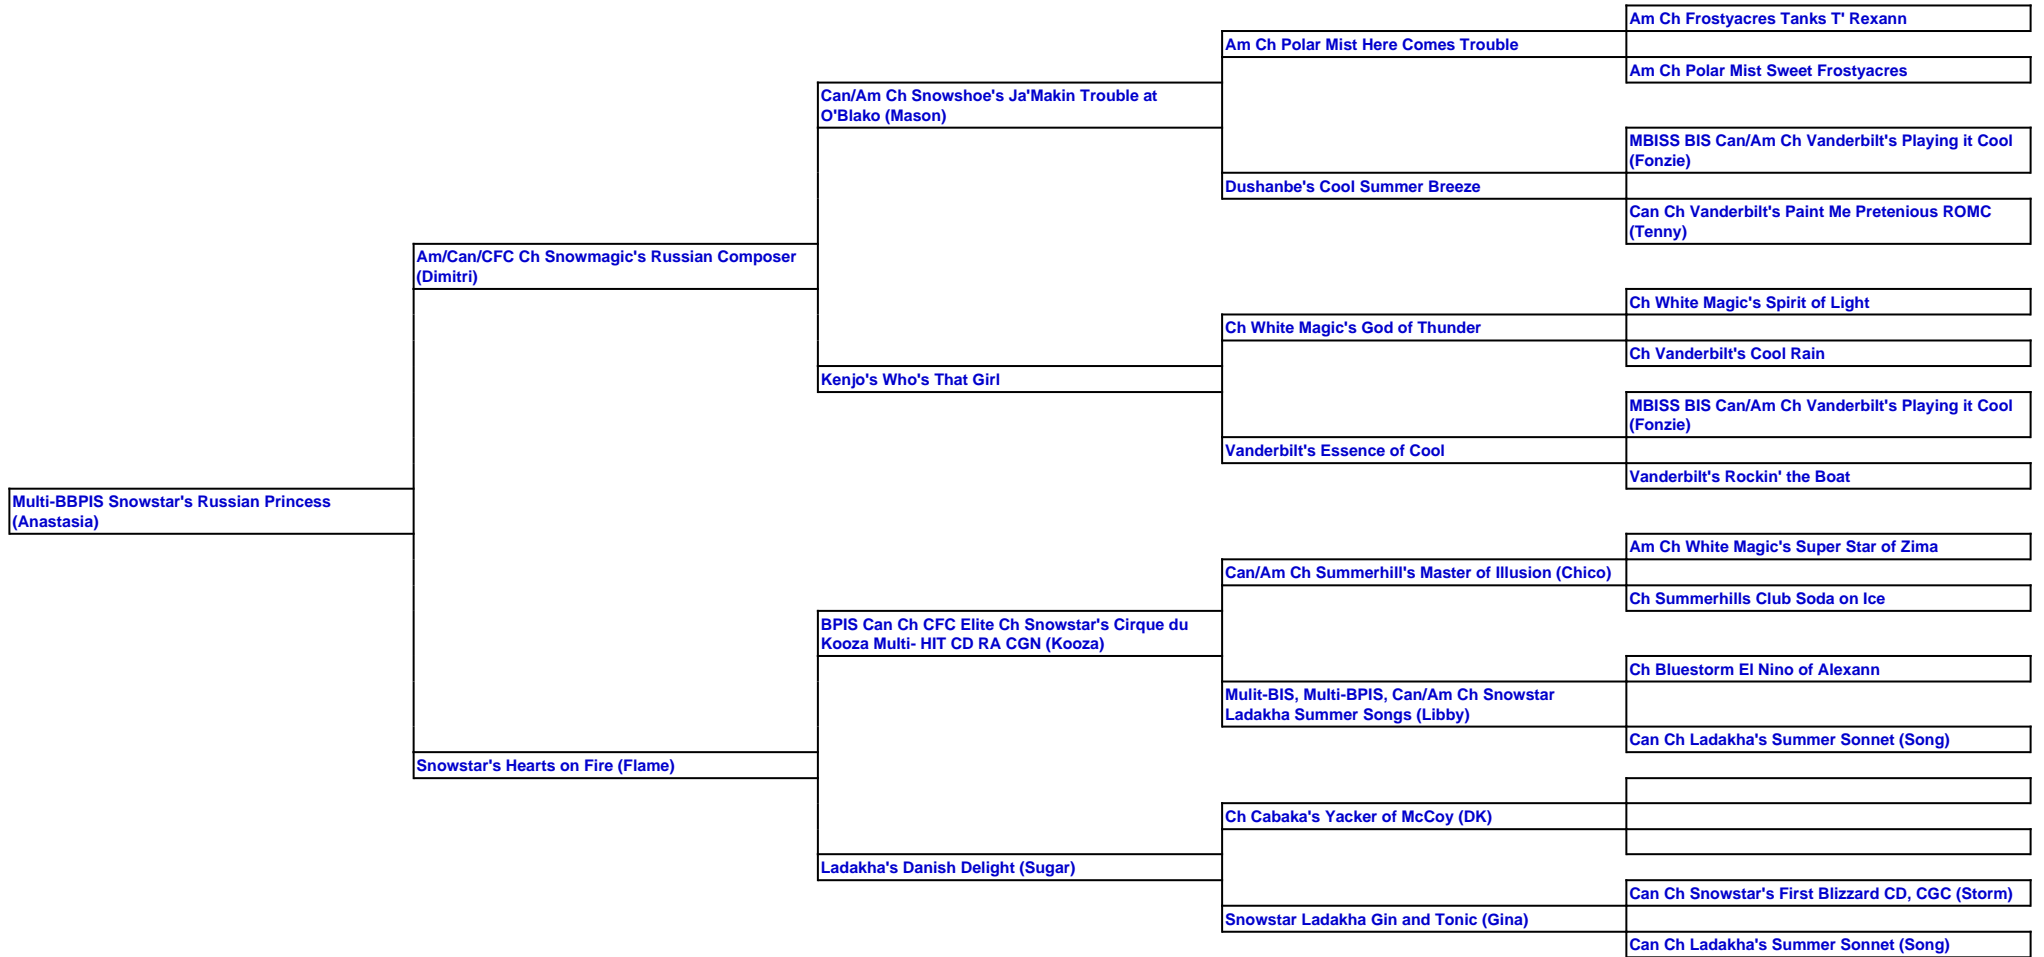 Am Ch Frostyacres Tanks T' Rexann
Am Ch Polar Mist Here Comes Trouble
Am Ch Polar Mist Sweet Frostyacres
Can/Am Ch Snowshoe's Ja'Makin Trouble at
O'Blako (Mason)
MBISS BIS Can/Am Ch Vanderbilt's Playing it Cool
(Fonzie)
Dushanbe's Cool Summer Breeze
Can Ch Vanderbilt's Paint Me Pretenious ROMC
(Tenny)
Am/Can/CFC Ch Snowmagic's Russian Composer
(Dimitri)
Ch White Magic's Spirit of Light
Ch White Magic's God of Thunder
Ch Vanderbilt's Cool Rain
Kenjo's Who's That Girl
MBISS BIS Can/Am Ch Vanderbilt's Playing it Cool
(Fonzie)
Vanderbilt's Essence of Cool
Vanderbilt's Rockin' the Boat
Multi-BBPIS Snowstar's Russian Princess
(Anastasia)
Am Ch White Magic's Super Star of Zima
Can/Am Ch Summerhill's Master of Illusion (Chico)
Ch Summerhills Club Soda on Ice
BPIS Can Ch CFC Elite Ch Snowstar's Cirque du
Kooza Multi- HIT CD RA CGN (Kooza)
Ch Bluestorm El Nino of Alexann
Mulit-BIS, Multi-BPIS, Can/Am Ch Snowstar
Ladakha Summer Songs (Libby)
Can Ch Ladakha's Summer Sonnet (Song)
Snowstar's Hearts on Fire (Flame)
Ch Cabaka's Yacker of McCoy (DK)
Ladakha's Danish Delight (Sugar)
Can Ch Snowstar's First Blizzard CD, CGC (Storm)
Snowstar Ladakha Gin and Tonic (Gina)
Can Ch Ladakha's Summer Sonnet (Song)